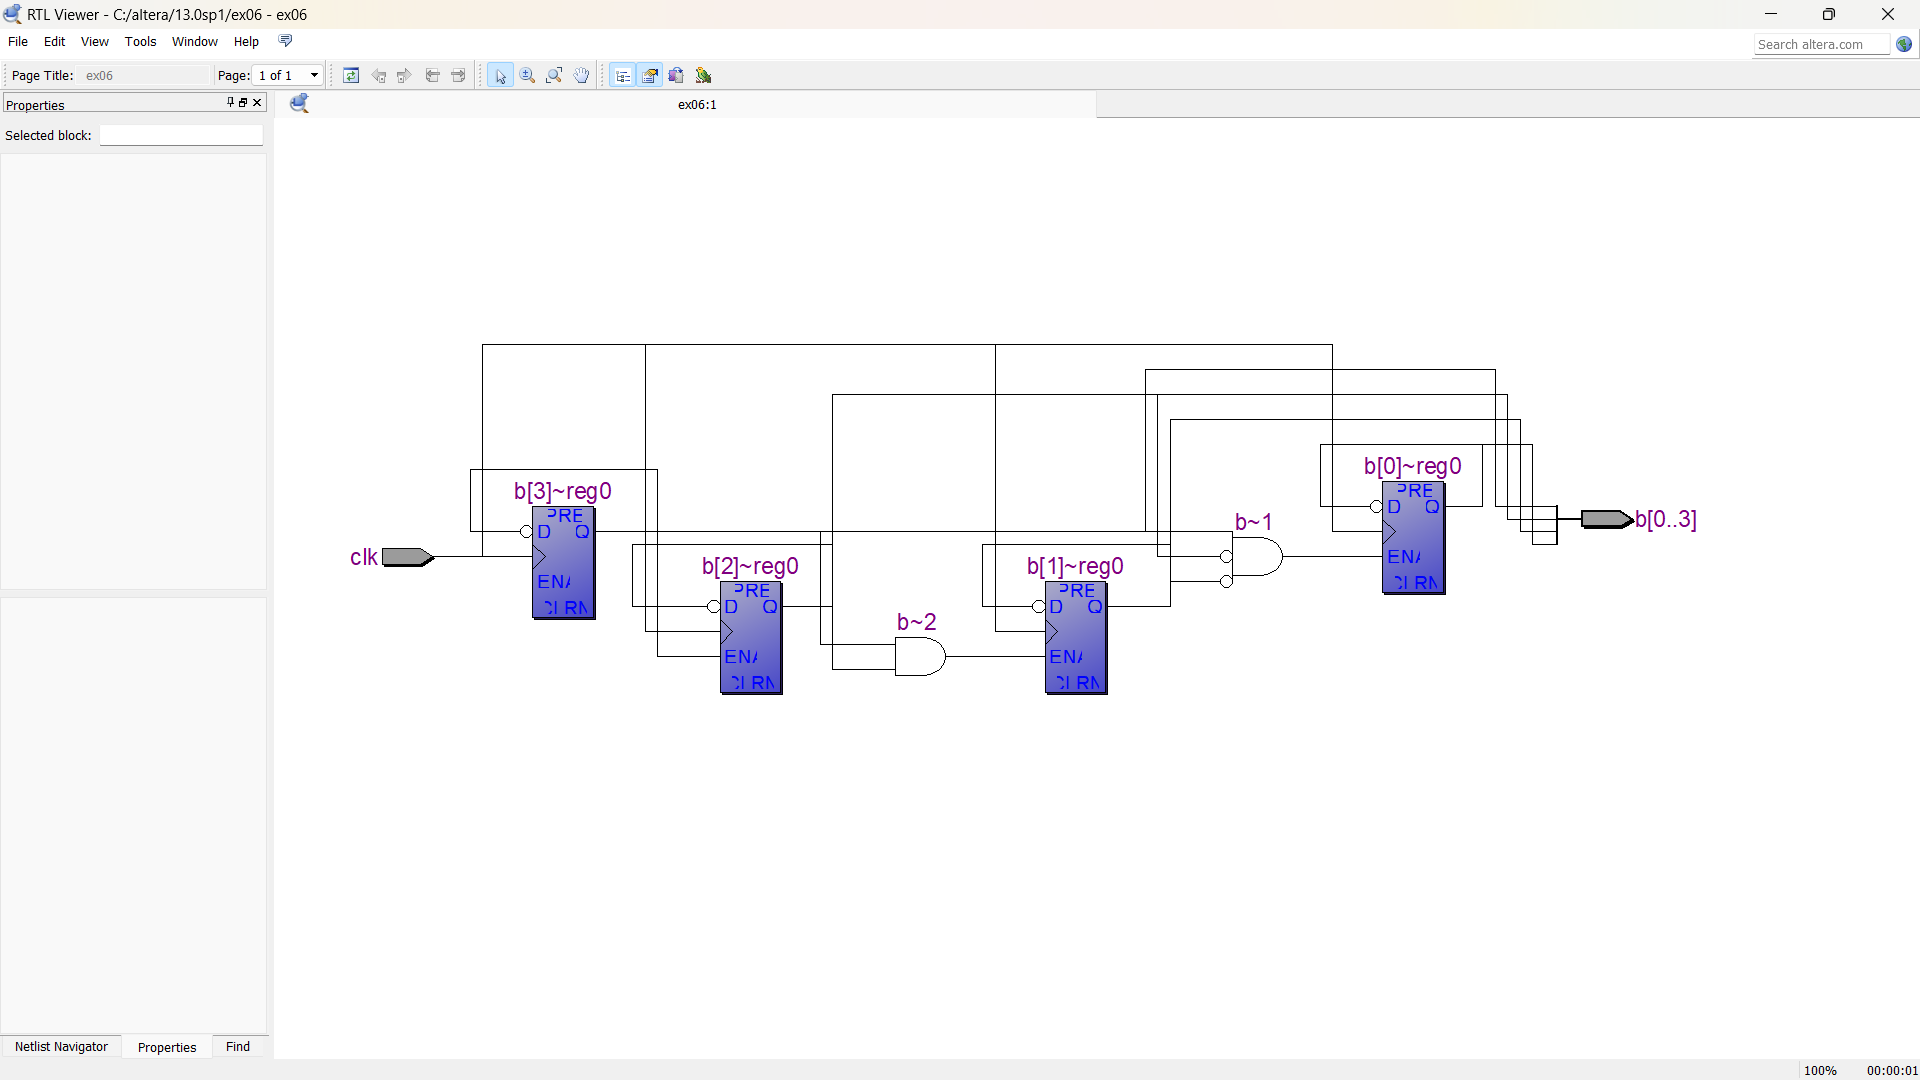 RTL Viewer - C:/altera/13.0sp1/ex06 - ex06
File Edit View Tools Window Help
Search altera.com
Page Title: ex06 Page: 1 of 1
Properties
ex06:1
Selected block:
b[0]~reg0
PRE
D Q
ENA
CLRN
b[3]~reg0
PRE
D Q
ENA
CLRN
b~1
b[0..3]
clk
b[2]~reg0
PRE
D Q
ENA
CLRN
b[1]~reg0
PRE
D Q
ENA
CLRN
b~2
Netlist Navigator Properties Find
100% 00:00:01